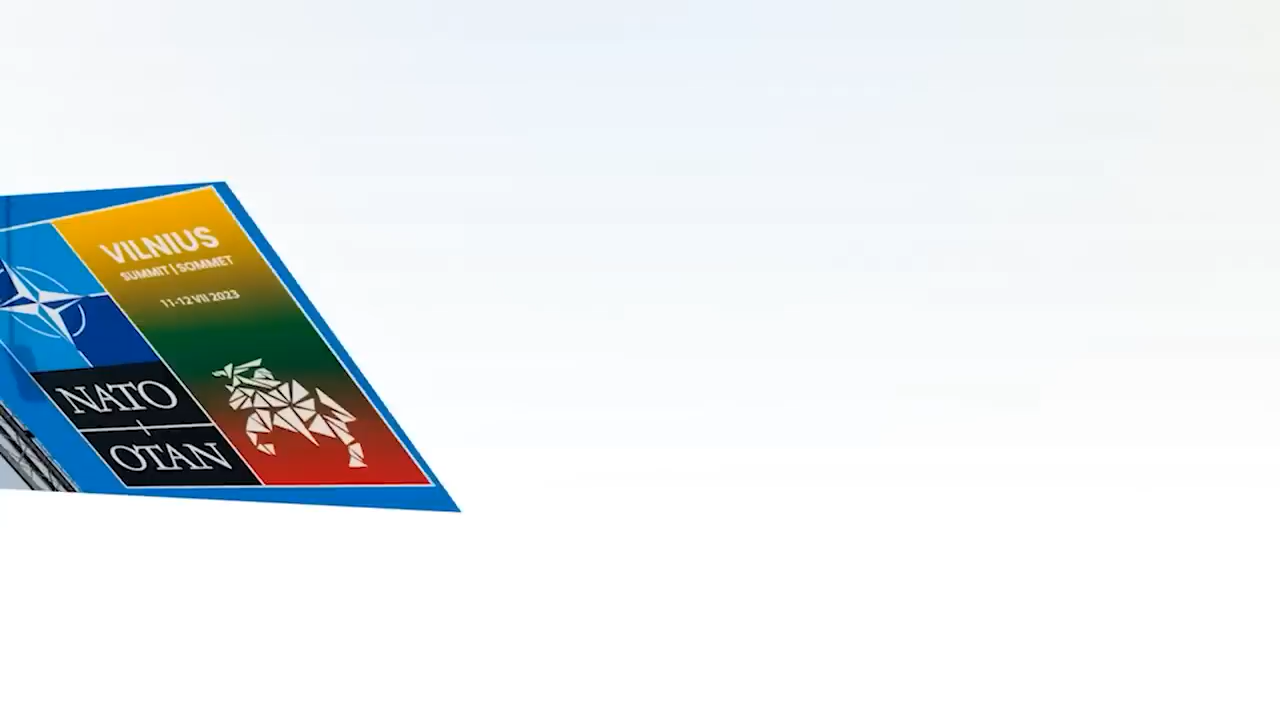 VILNIUS
SUMMIT | SOMMET
11-12 VII 2023
NATO
OTAN